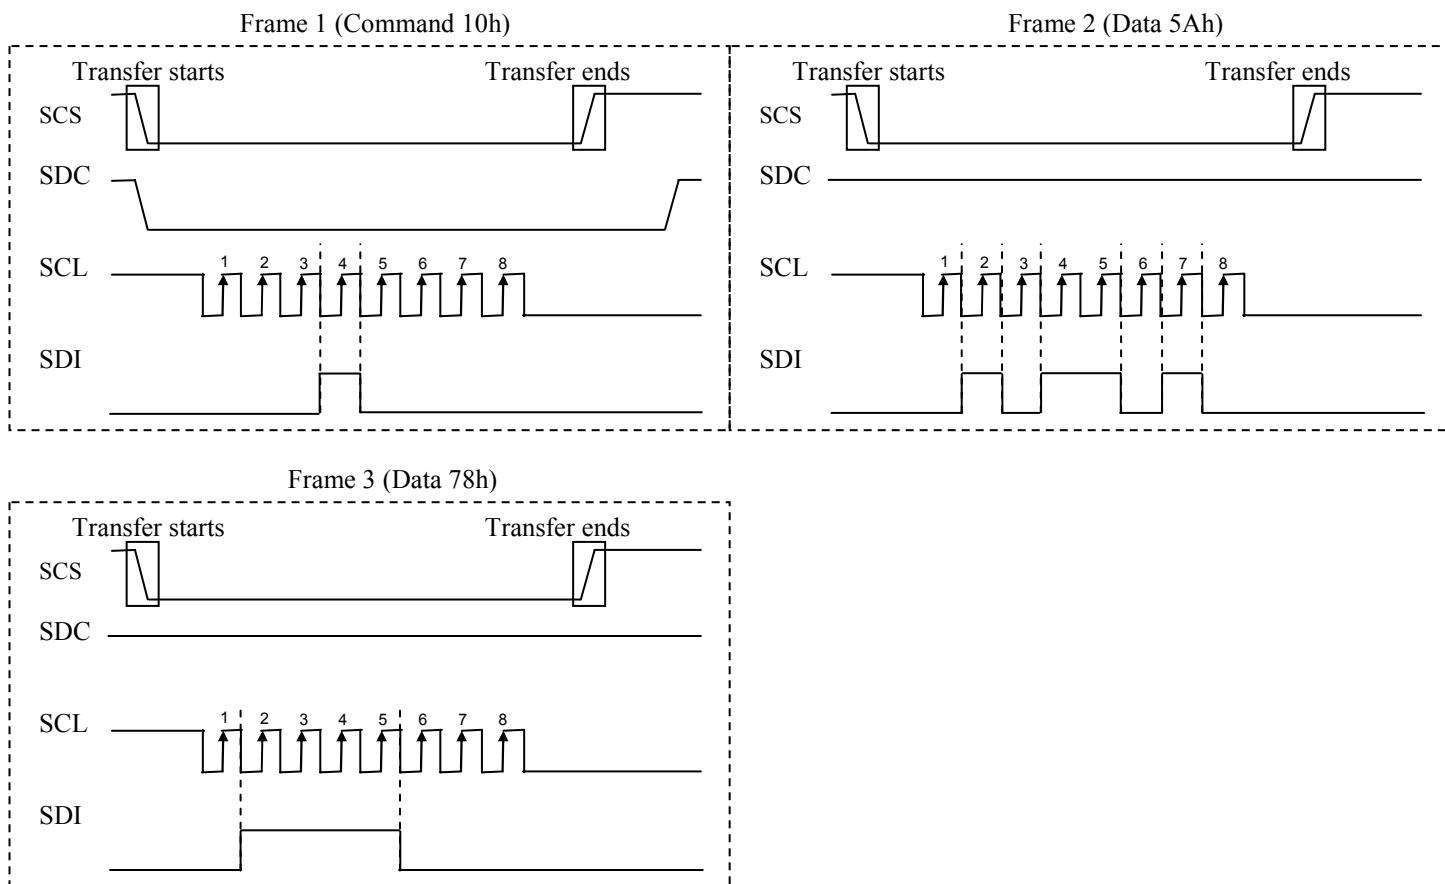 Frame 1 (Command 10h)
Transfer starts Transfer ends
SCS
SDC
SCL 1 2 3 4 5 6 7 8
SDI
Frame 2 (Data 5Ah)
Transfer starts Transfer ends
SCS
SDC
SCL 1 2 3 4 5 6 7 8
SDI
Frame 3 (Data 78h)
Transfer starts Transfer ends
SCS
SDC
SCL 1 2 3 4 5 6 7 8
SDI